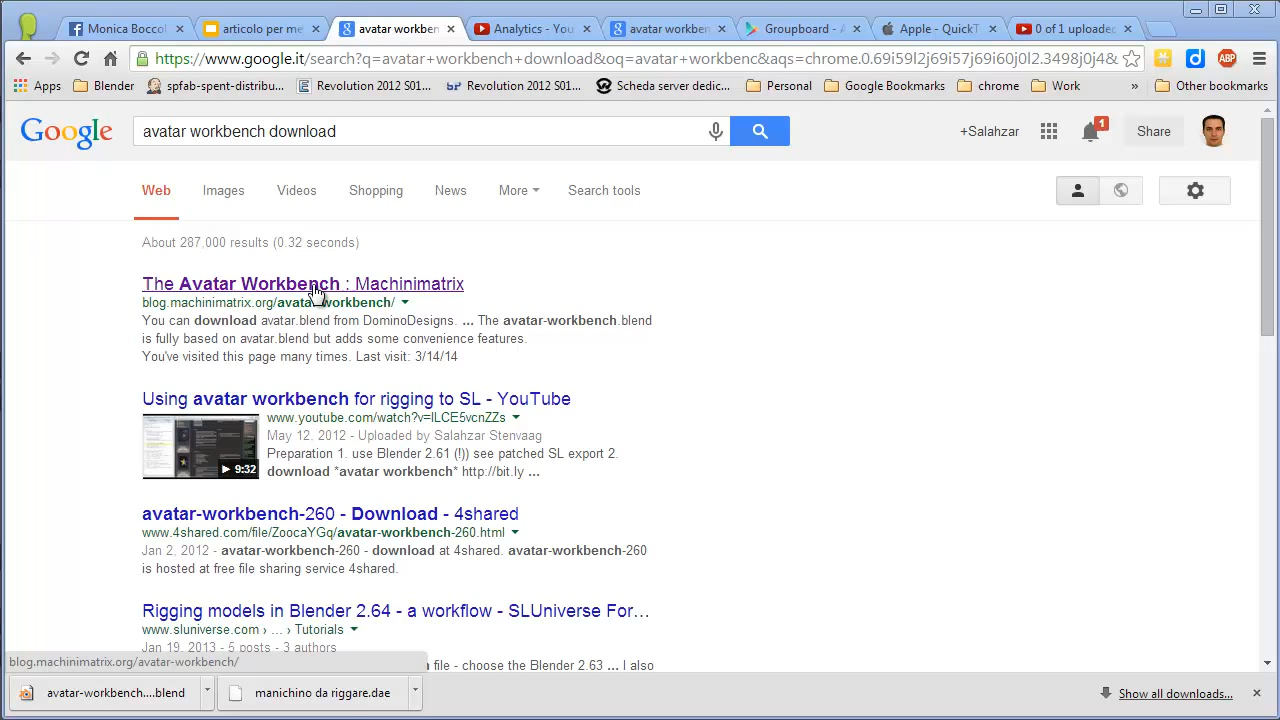 Monica Boccol
articolo per me
avatar workben
Analytics - You
avatar workben
Groupboard - A
Apple - QuickT
0 of 1 uploaded
https://www.google.it/search?q=avatar+workbench+download&oq=avatar+workbenc&aqs=chrome.0.69i59l2j69i57j69i60j0l2.3498j0j4&
Apps
Blender
spfab-spent-distribu...
Revolution 2012 S01...
Revolution 2012 S01...
Scheda server dedic...
Personal
Google Bookmarks
chrome
Work
»
Other bookmarks
Google
avatar workbench download
+Salahzar
1
Share
Web
Images
Videos
Shopping
News
More
Search tools
About 287,000 results (0.32 seconds)
The Avatar Workbench : Machinimatrix
blog.machinimatrix.org/avatar-workbench/
You can download avatar.blend from DominoDesigns. ... The avatar-workbench.blend
is fully based on avatar.blend but adds some convenience features.
You've visited this page many times. Last visit: 3/14/14
Using avatar workbench for rigging to SL - YouTube
www.youtube.com/watch?v=lLCE5vcnZZs
May 12, 2012 - Uploaded by Salahzar Stenvaag
Preparation 1. use Blender 2.61 (!)) see patched SL export 2.
download *avatar workbench* http://bit.ly ...
9:32
avatar-workbench-260 - Download - 4shared
www.4shared.com/file/ZoocaYGq/avatar-workbench-260.html
Jan 2, 2012 - avatar-workbench-260 - download at 4shared. avatar-workbench-260
is hosted at free file sharing service 4shared.
Rigging models in Blender 2.64 - a workflow - SLUniverse For...
www.sluniverse.com › ... › Tutorials
Jan 19, 2013 - 5 posts - 3 authors
file - choose the Blender 2.63 ... I also
blog.machinimatrix.org/avatar-workbench/
avatar-workbench....blend
manichino da riggare.dae
Show all downloads...